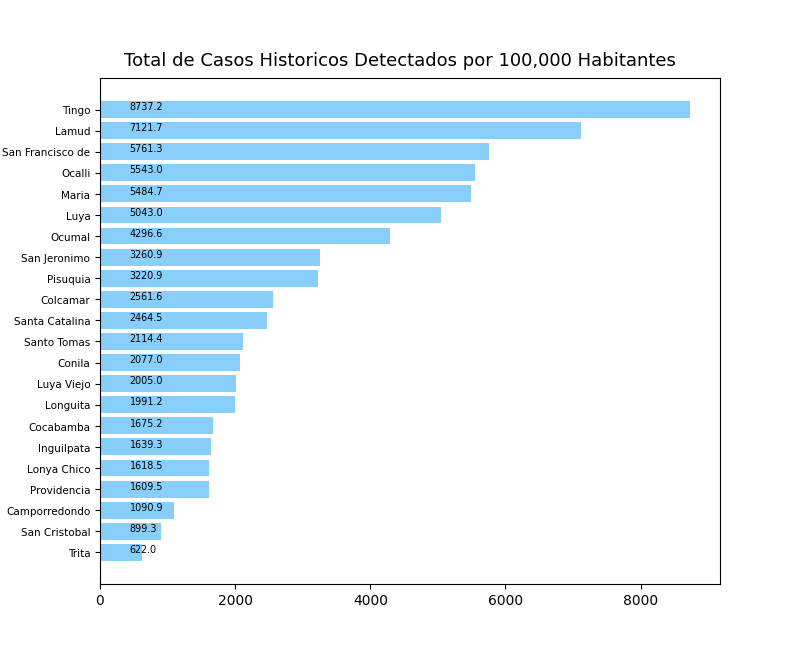 Total de Casos Historicos Detectados por 100,000 Habitantes
Tingo 8737.2
Lamud 7121.7
San Francisco de 5761.3
Ocalli 5543.0
Maria 5484.7
Luya 5043.0
Ocumal 4296.6
San Jeronimo 3260.9
Pisuquia 3220.9
Colcamar 2561.6
Santa Catalina 2464.5
Santo Tomas 2114.4
Conila 2077.0
Luya Viejo 2005.0
Longuita 1991.2
Cocabamba 1675.2
Inguilpata 1639.3
Lonya Chico 1618.5
Providencia 1609.5
Camporredondo 1090.9
San Cristobal 899.3
Trita 622.0
0 2000 4000 6000 8000